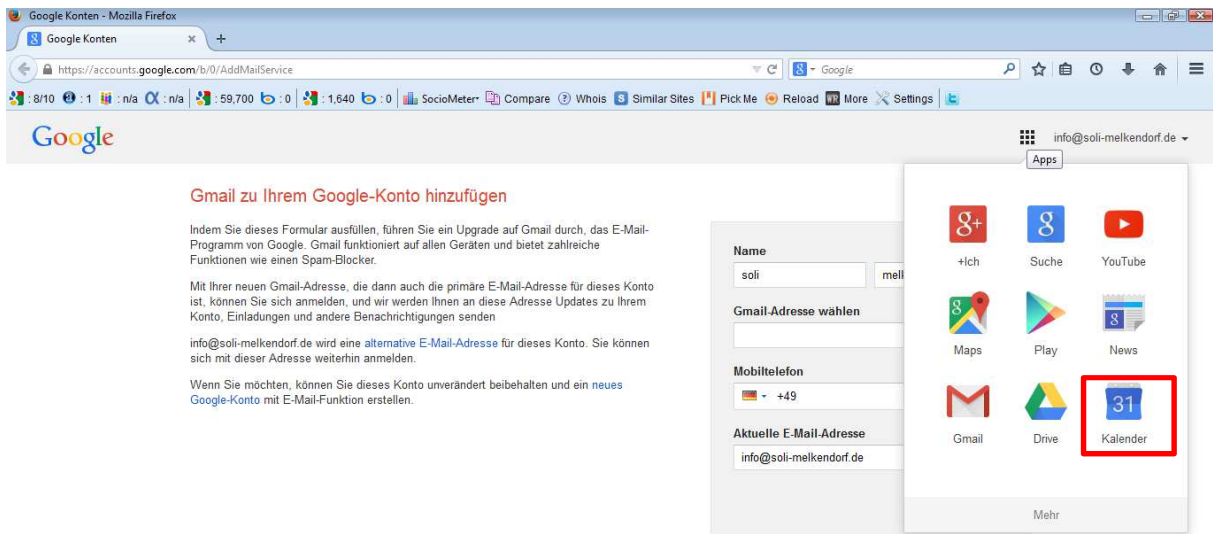 Google Konten - Mozilla Firefox
Google Konten × +
https://accounts.google.com/b/0/AddMailService
8 Google
: 8/10 : 1 : n/a : n/a : 59,700 : 0 : 1,640 : 0 SocioMeter Compare Whois S Similar Sites Pick Me Reload WR More Settings
Google
info@soli-melkendorf.de
Apps
Gmail zu Ihrem Google-Konto hinzufügen
Indem Sie dieses Formular ausfüllen, führen Sie ein Upgrade auf Gmail durch, das E-Mail-
Programm von Google. Gmail funktioniert auf allen Geräten und bietet zahlreiche
Funktionen wie einen Spam-Blocker.
Mit Ihrer neuen Gmail-Adresse, die dann auch die primäre E-Mail-Adresse für dieses Konto
ist, können Sie sich anmelden, und wir werden Ihnen an diese Adresse Updates zu Ihrem
Konto, Einladungen und andere Benachrichtigungen senden
info@soli-melkendorf.de wird eine alternative E-Mail-Adresse für dieses Konto. Sie können
sich mit dieser Adresse weiterhin anmelden.
Wenn Sie möchten, können Sie dieses Konto unverändert beibehalten und ein neues
Google-Konto mit E-Mail-Funktion erstellen.
Name
soli
melk
Gmail-Adresse wählen
Mobiltelefon
+49
Aktuelle E-Mail-Adresse
info@soli-melkendorf.de
8+ 8
+Ich Suche YouTube
8 8
Maps Play News
31
Gmail Drive Kalender
Mehr